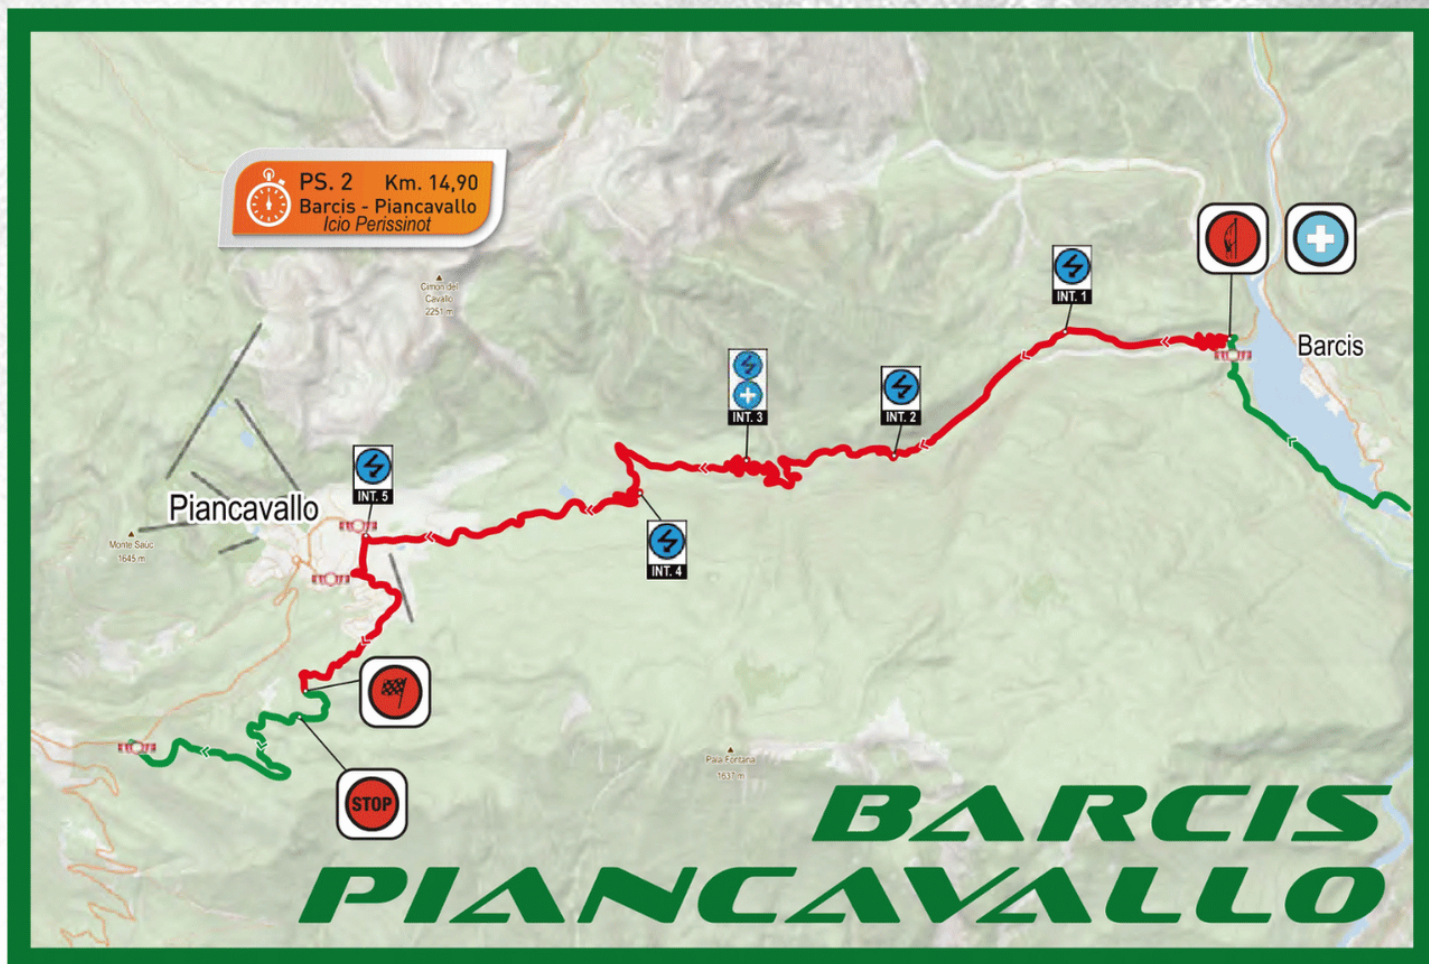 PS. 2 Km. 14,90
Barcis - Piancavallo
Icio Perissinot
Cimon del
Cavallo
2251 m
INT. 1
Barcis
INT. 3
INT. 2
INT. 5
Piancavallo
INT. 4
Monte Sauc
1645 m
Pala Fontana
1637 m
STOP
BARCIS
PIANCAVALLO